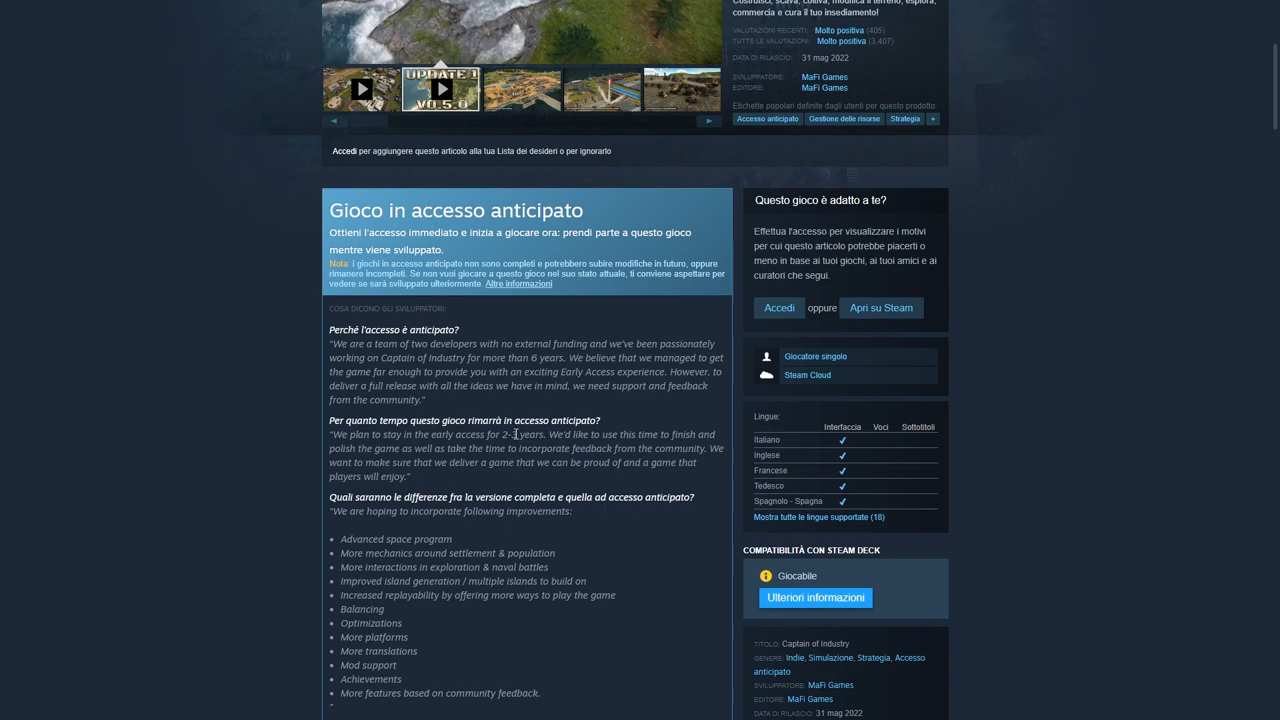 Costruisci, scava, coltiva, modifica il terreno, esplora,
commercia e cura il tuo insediamento!
VALUTAZIONI RECENTI: Molto positiva (405)
TUTTE LE VALUTAZIONI: Molto positiva (3,407)
DATA DI RILASCIO: 31 mag 2022
SVILUPPATORE: MaFi Games
EDITORE: MaFi Games
Etichette popolari definite dagli utenti per questo prodotto:
Accesso anticipato Gestione delle risorse Strategia +
UPDATE 1
V0.5.0
Accedi per aggiungere questo articolo alla tua Lista dei desideri o per ignorarlo
Gioco in accesso anticipato
Ottieni l'accesso immediato e inizia a giocare ora: prendi parte a questo gioco
mentre viene sviluppato.
Nota: i giochi in accesso anticipato non sono completi e potrebbero subire modifiche in futuro, oppure
rimanere incompleti. Se non vuoi giocare a questo gioco nel suo stato attuale, ti conviene aspettare per
vedere se sarà sviluppato ulteriormente. Altre informazioni
COSA DICONO GLI SVILUPPATORI:
Perché l'accesso è anticipato?
“We are a team of two developers with no external funding and we've been passionately
working on Captain of Industry for more than 6 years. We believe that we managed to get
the game far enough to provide you with an exciting Early Access experience. However, to
deliver a full release with all the ideas we have in mind, we need support and feedback
from the community.”
Per quanto tempo questo gioco rimarrà in accesso anticipato?
“We plan to stay in the early access for 2-3 years. We'd like to use this time to finish and
polish the game as well as take the time to incorporate feedback from the community. We
want to make sure that we deliver a game that we can be proud of and a game that
players will enjoy.”
Quali saranno le differenze fra la versione completa e quella ad accesso anticipato?
“We are hoping to incorporate following improvements:
• Advanced space program
• More mechanics around settlement & population
• More interactions in exploration & naval battles
• Improved island generation / multiple islands to build on
• Increased replayability by offering more ways to play the game
• Balancing
• Optimizations
• More platforms
• More translations
• Mod support
• Achievements
• More features based on community feedback.
”
Questo gioco è adatto a te?
Effettua l'accesso per visualizzare i motivi
per cui questo articolo potrebbe piacerti o
meno in base ai tuoi giochi, ai tuoi amici e ai
curatori che segui.
Accedi oppure Apri su Steam
Giocatore singolo
Steam Cloud
Lingue:
Interfaccia Voci Sottotitoli
Italiano ✔
Inglese ✔
Francese ✔
Tedesco ✔
Spagnolo - Spagna ✔
Mostra tutte le lingue supportate (18)
COMPATIBILITÀ CON STEAM DECK
Giocabile
Ulteriori informazioni
TITOLO: Captain of Industry
GENERE: Indie, Simulazione, Strategia, Accesso
anticipato
SVILUPPATORE: MaFi Games
EDITORE: MaFi Games
DATA DI RILASCIO: 31 mag 2022